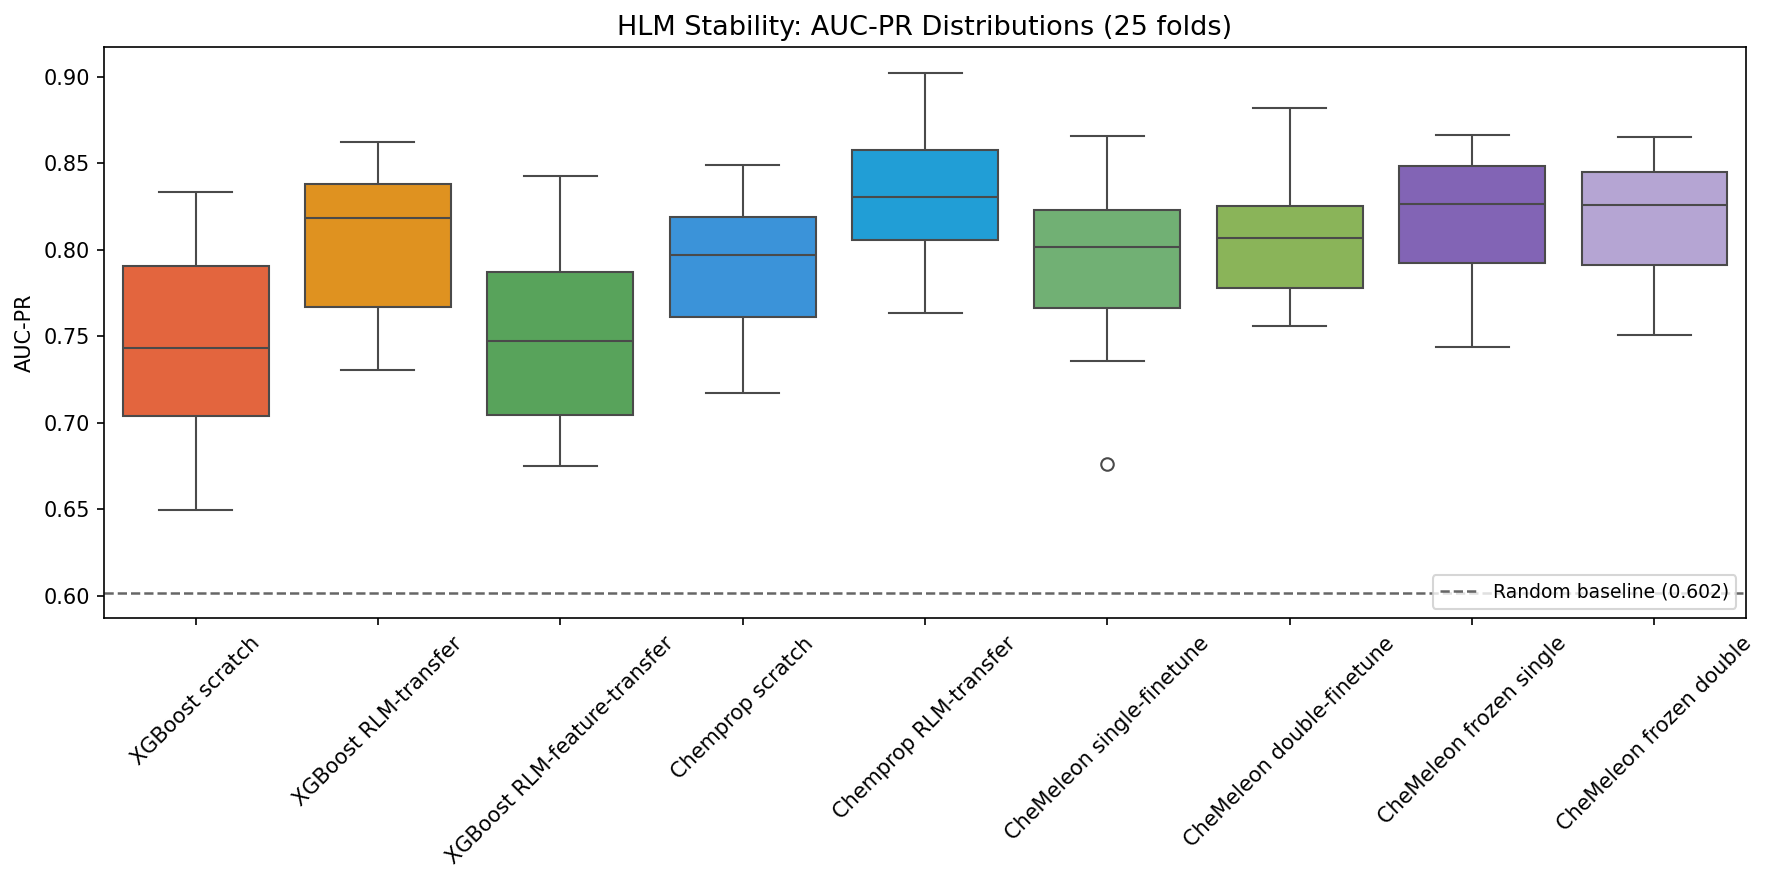 HLM Stability: AUC-PR Distributions (25 folds)
AUC-PR
0.90
0.85
0.80
0.75
0.70
0.65
0.60
Random baseline (0.602)
XGBoost scratch
XGBoost RLM-transfer
XGBoost RLM-feature-transfer
Chemprop scratch
Chemprop RLM-transfer
CheMeleon single-finetune
CheMeleon double-finetune
CheMeleon frozen single
CheMeleon frozen double